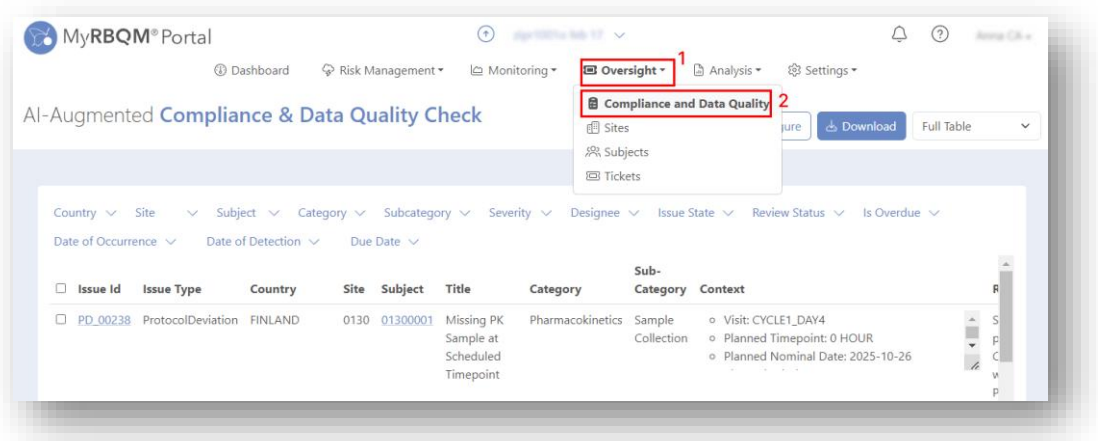 MyRBQM® Portal
Dashboard Risk Management Monitoring Oversight Analysis Settings
1
Compliance and Data Quality
2
Sites
Subjects
Tickets
AI-Augmented Compliance & Data Quality Check
Download Full Table
Country Site Subject Category Subcategory Severity Designee Issue State Review Status Is Overdue
Date of Occurrence Date of Detection Due Date
Sub-
Issue Id Issue Type Country Site Subject Title Category Category Context
PD_00238 ProtocolDeviation FINLAND 0130 01300001 Missing PK Pharmacokinetics Sample Visit: CYCLE1_DAY4
Sample at Collection Planned Timepoint: 0 HOUR
Scheduled Planned Nominal Date: 2025-10-26
Timepoint